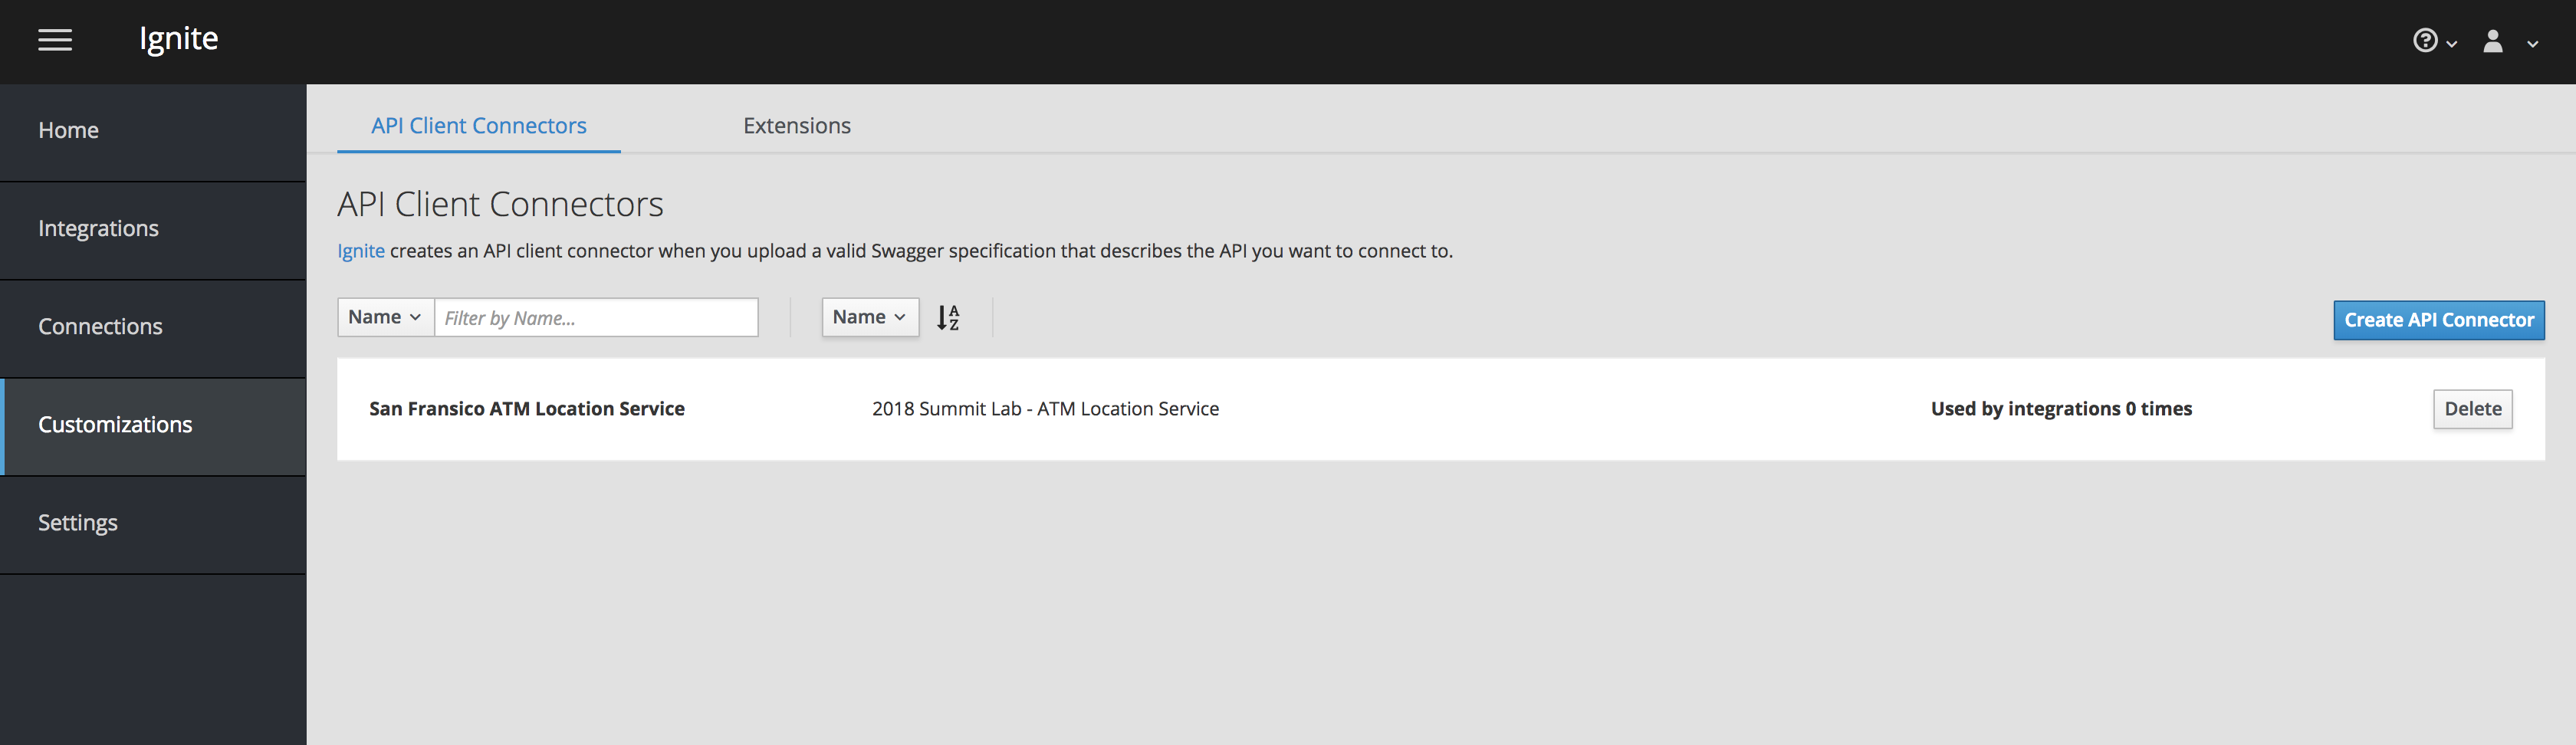 Ignite
Home
Integrations
Connections
Customizations
Settings
API Client Connectors
Extensions
API Client Connectors
Ignite creates an API client connector when you upload a valid Swagger specification that describes the API you want to connect to.
Name
Filter by Name...
Name
A
Z
Create API Connector
San Fransico ATM Location Service
2018 Summit Lab - ATM Location Service
Used by integrations 0 times
Delete